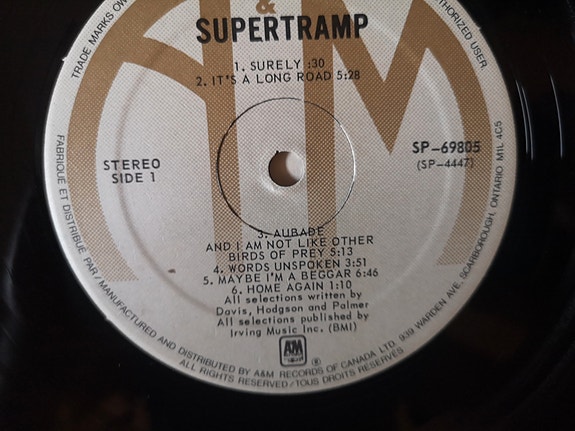 &
SUPERTRAMP
1. SURELY :30
2. IT'S A LONG ROAD 5:28
STEREO
SIDE 1
SP-69805
(SP-4447)
3. AUBADE
AND I AM NOT LIKE OTHER
BIRDS OF PREY 5:13
4. WORDS UNSPOKEN 3:51
5. MAYBE I'M A BEGGAR 6:46
6. HOME AGAIN 1:10
All selections written by
Davis, Hodgson and Palmer
All selections published by
Irving Music Inc. (BMI)
A&M
®
TRADE MARKS
AUTHORIZED USER
FABRIQUÉ ET DISTRIBUÉ PAR/MANUFACTURED AND DISTRIBUTED BY A&M RECORDS OF CANADA LTD. 939 WARDEN AVE. SCARBOROUGH, ONTARIO M1L 4C5
ALL RIGHTS RESERVED/TOUS DROITS RESERVÉS